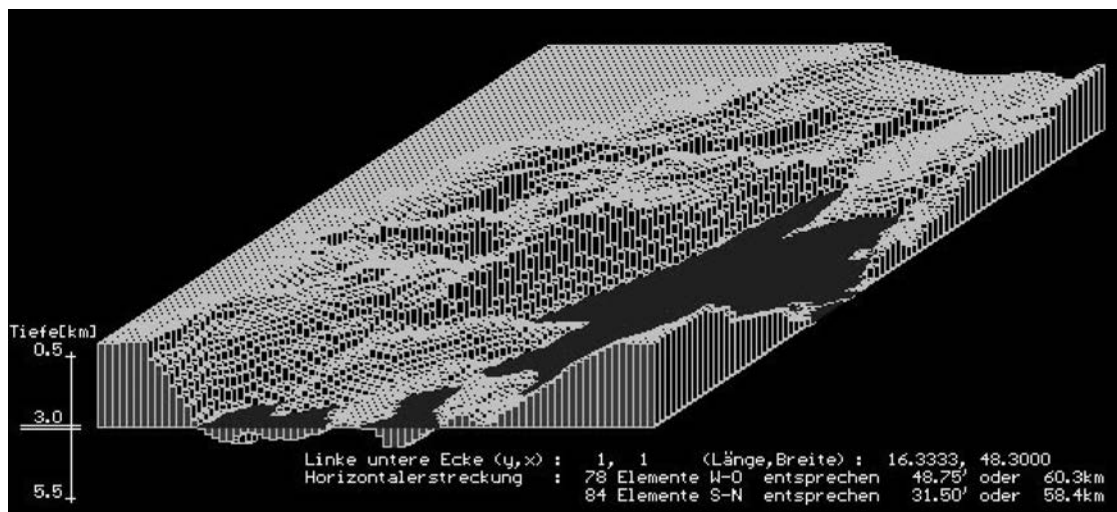 Tiefe[km]
0.5
3.0
5.5
Linke untere Ecke (y,x) : 1, 1 (Länge,Breite) : 16.3333, 48.3000
Horizontalerstreckung : 78 Elemente W-O entsprechen 48.75' oder 60.3km
84 Elemente S-N entsprechen 31.50' oder 58.4km